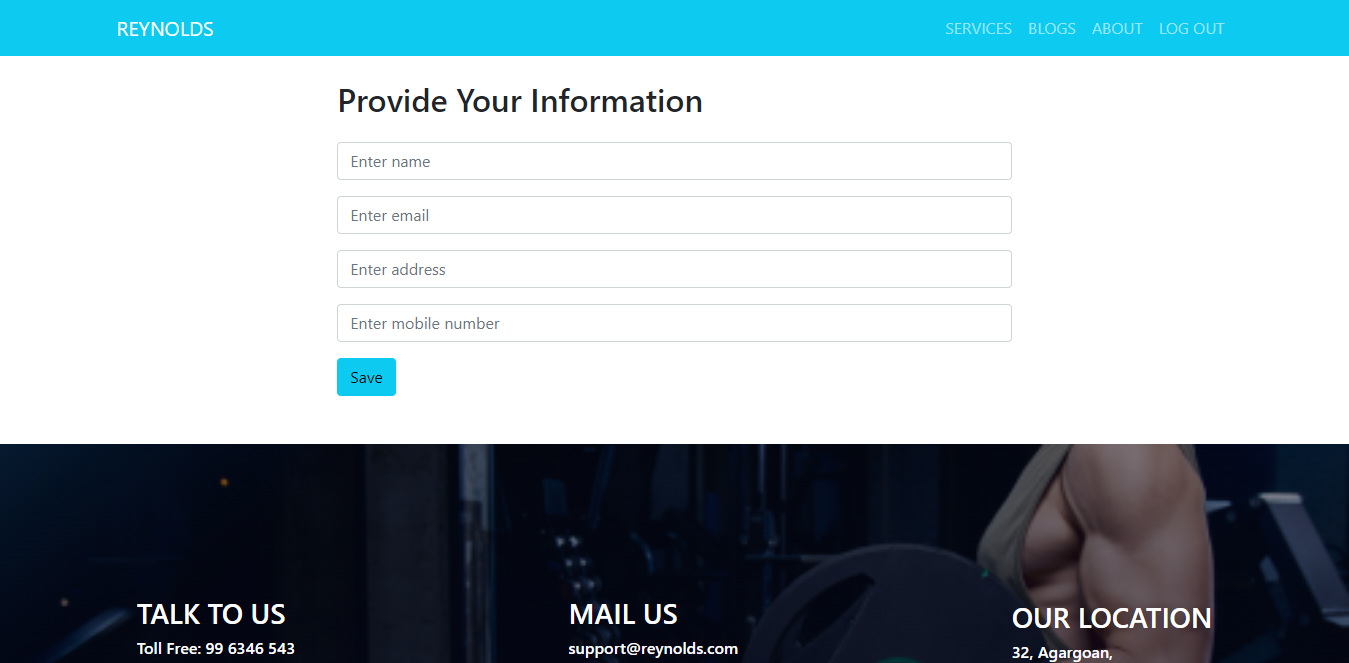 REYNOLDS
SERVICES BLOGS ABOUT LOG OUT
Provide Your Information
Enter name
Enter email
Enter address
Enter mobile number
Save
TALK TO US
Toll Free: 99 6346 543
MAIL US
support@reynolds.com
OUR LOCATION
32, Agargoan,